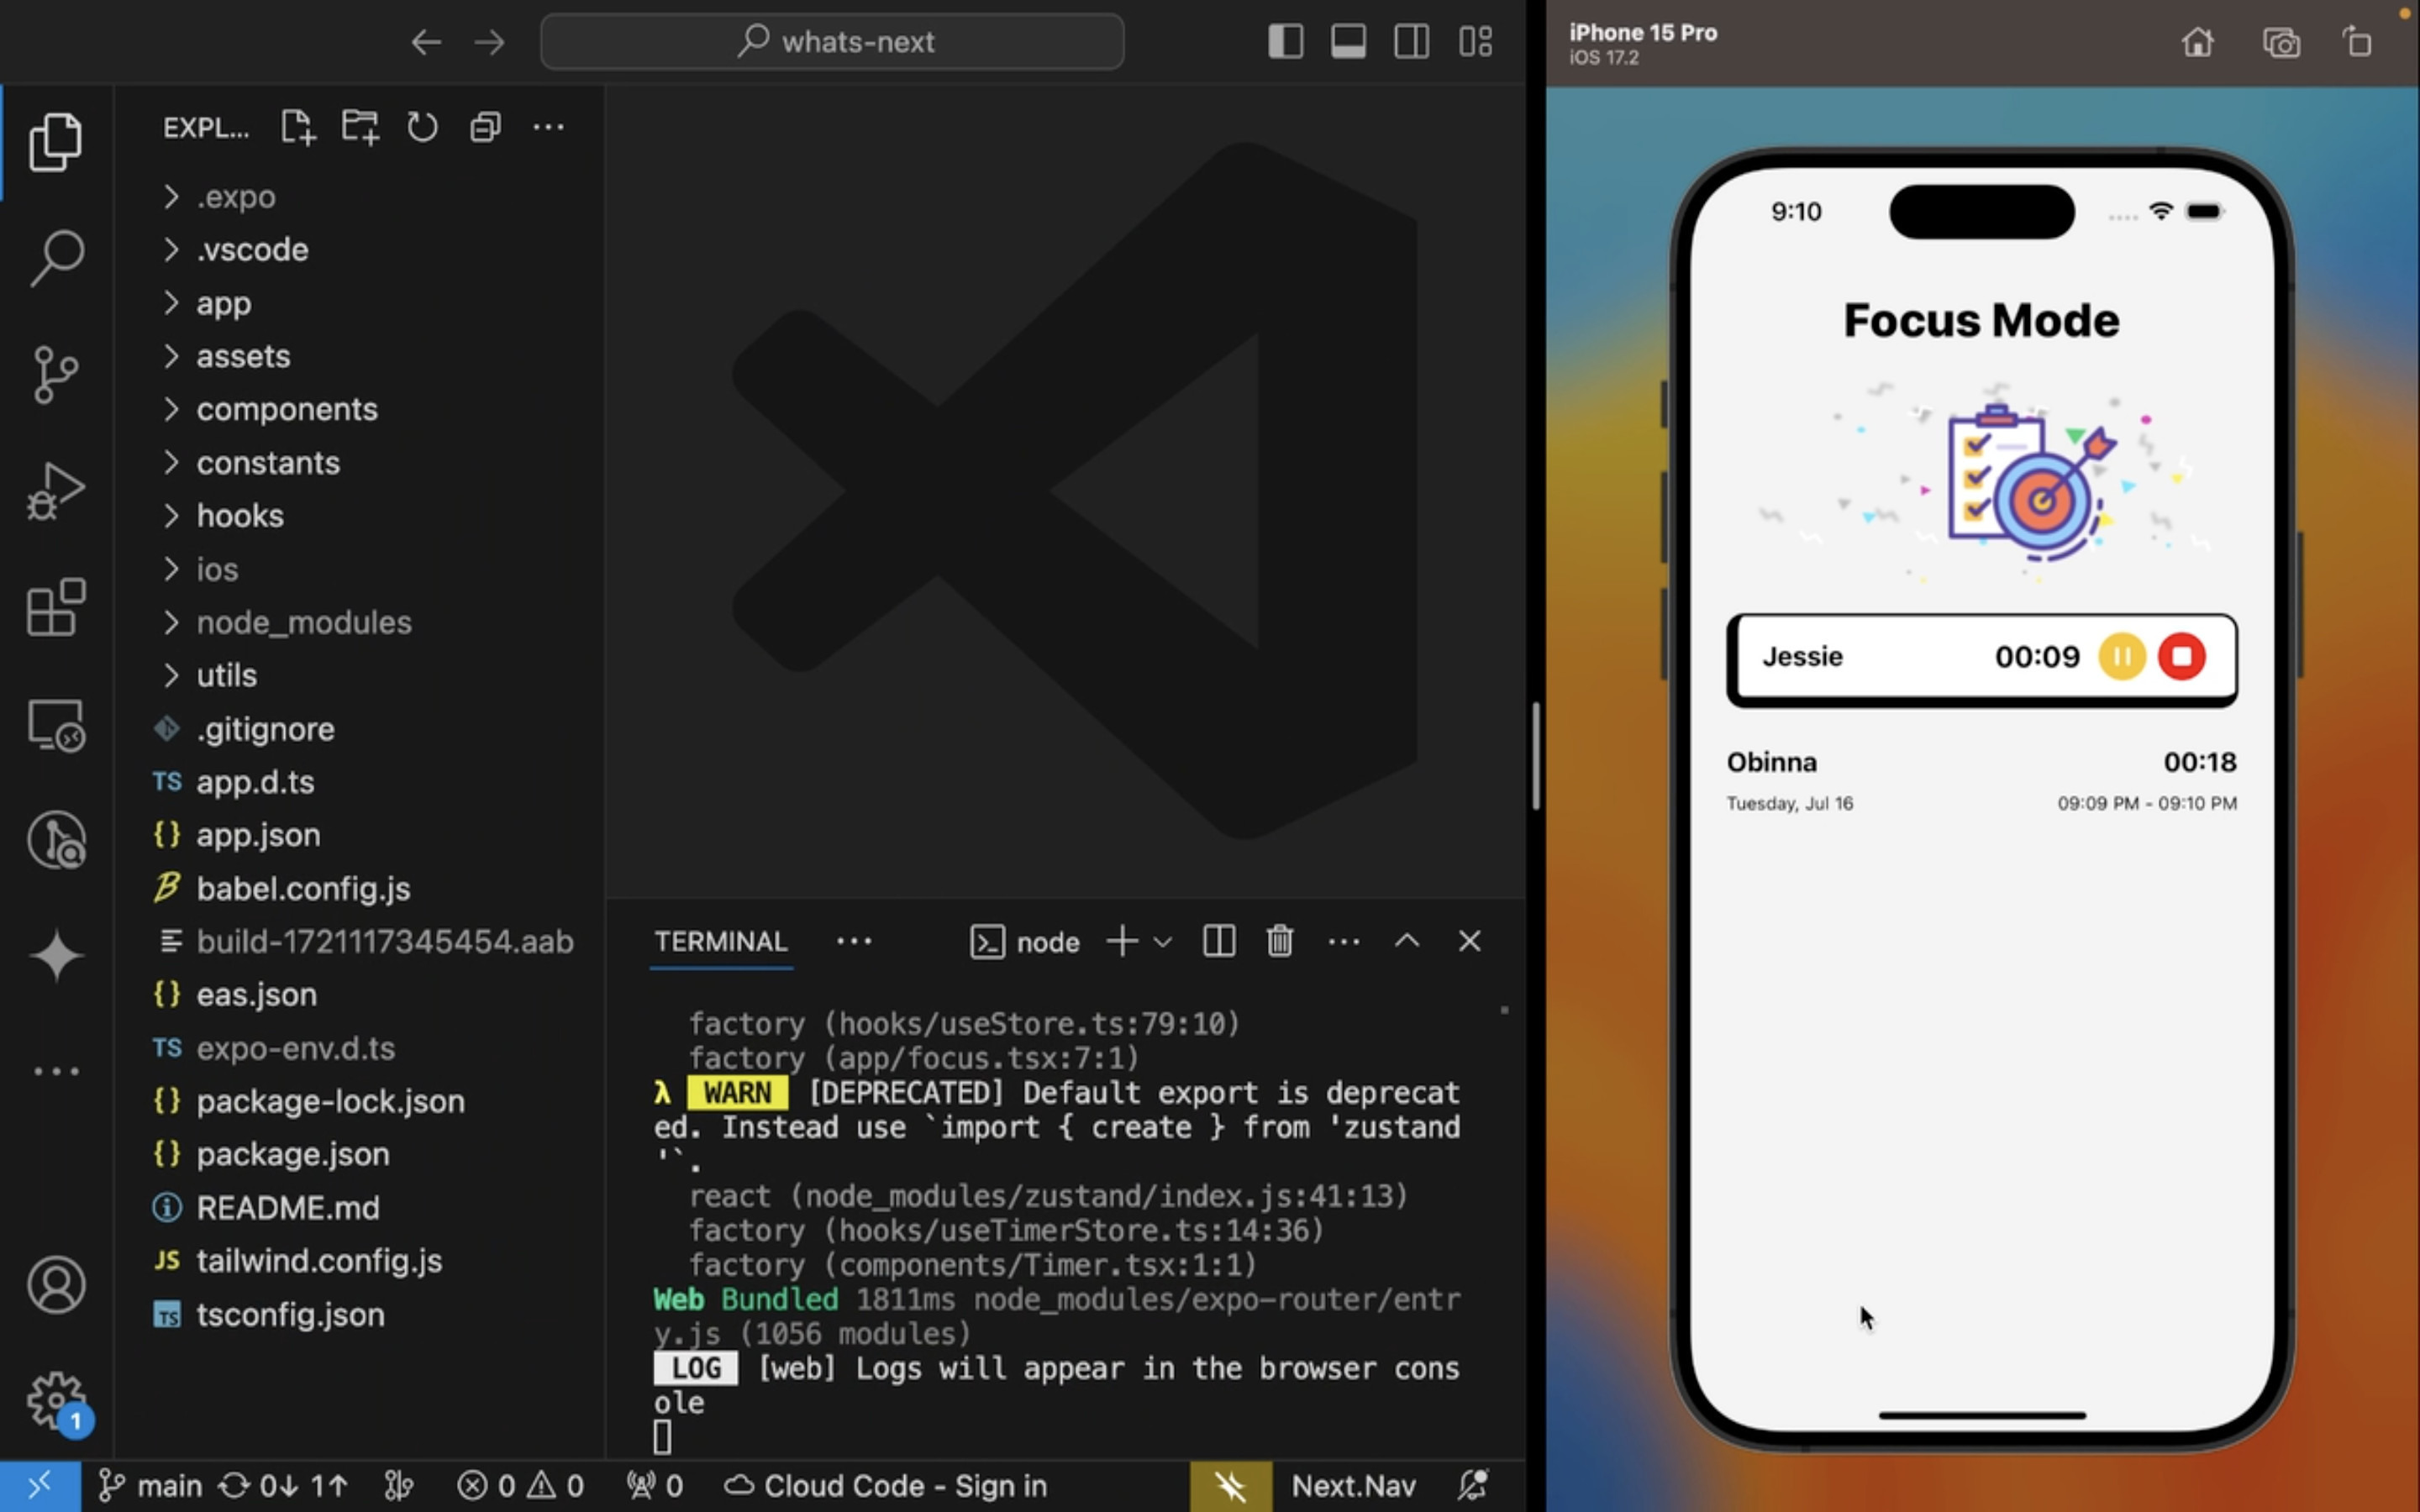 whats-next
EXPL...
.expo
.vscode
app
assets
components
constants
hooks
ios
node_modules
utils
.gitignore
TS app.d.ts
{} app.json
babel.config.js
build-1721117345454.aab
{} eas.json
TS expo-env.d.ts
{} package-lock.json
{} package.json
README.md
JS tailwind.config.js
TS tsconfig.json
1
TERMINAL
node
factory (hooks/useStore.ts:79:10)
factory (app/focus.tsx:7:1)
λ WARN [DEPRECATED] Default export is deprecat
ed. Instead use `import { create } from 'zustand
'`.
react (node_modules/zustand/index.js:41:13)
factory (hooks/useTimerStore.ts:14:36)
factory (components/Timer.tsx:1:1)
Web Bundled 1811ms node_modules/expo-router/entr
y.js (1056 modules)
LOG [web] Logs will appear in the browser cons
ole
main 0↓ 1↑ 0 0 0 Cloud Code - Sign in Next.Nav
iPhone 15 Pro
iOS 17.2
9:10
Focus Mode
Jessie 00:09
Obinna 00:18
Tuesday, Jul 16 09:09 PM - 09:10 PM